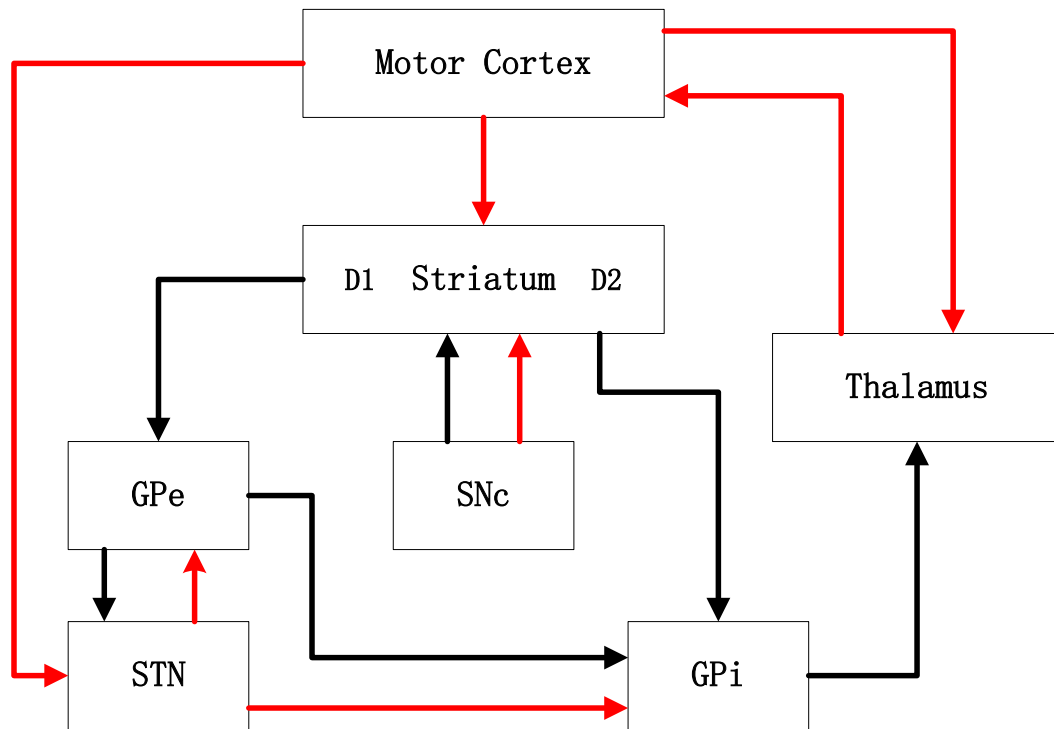 Motor Cortex
D1 Striatum D2
Thalamus
GPe
SNc
STN
GPi